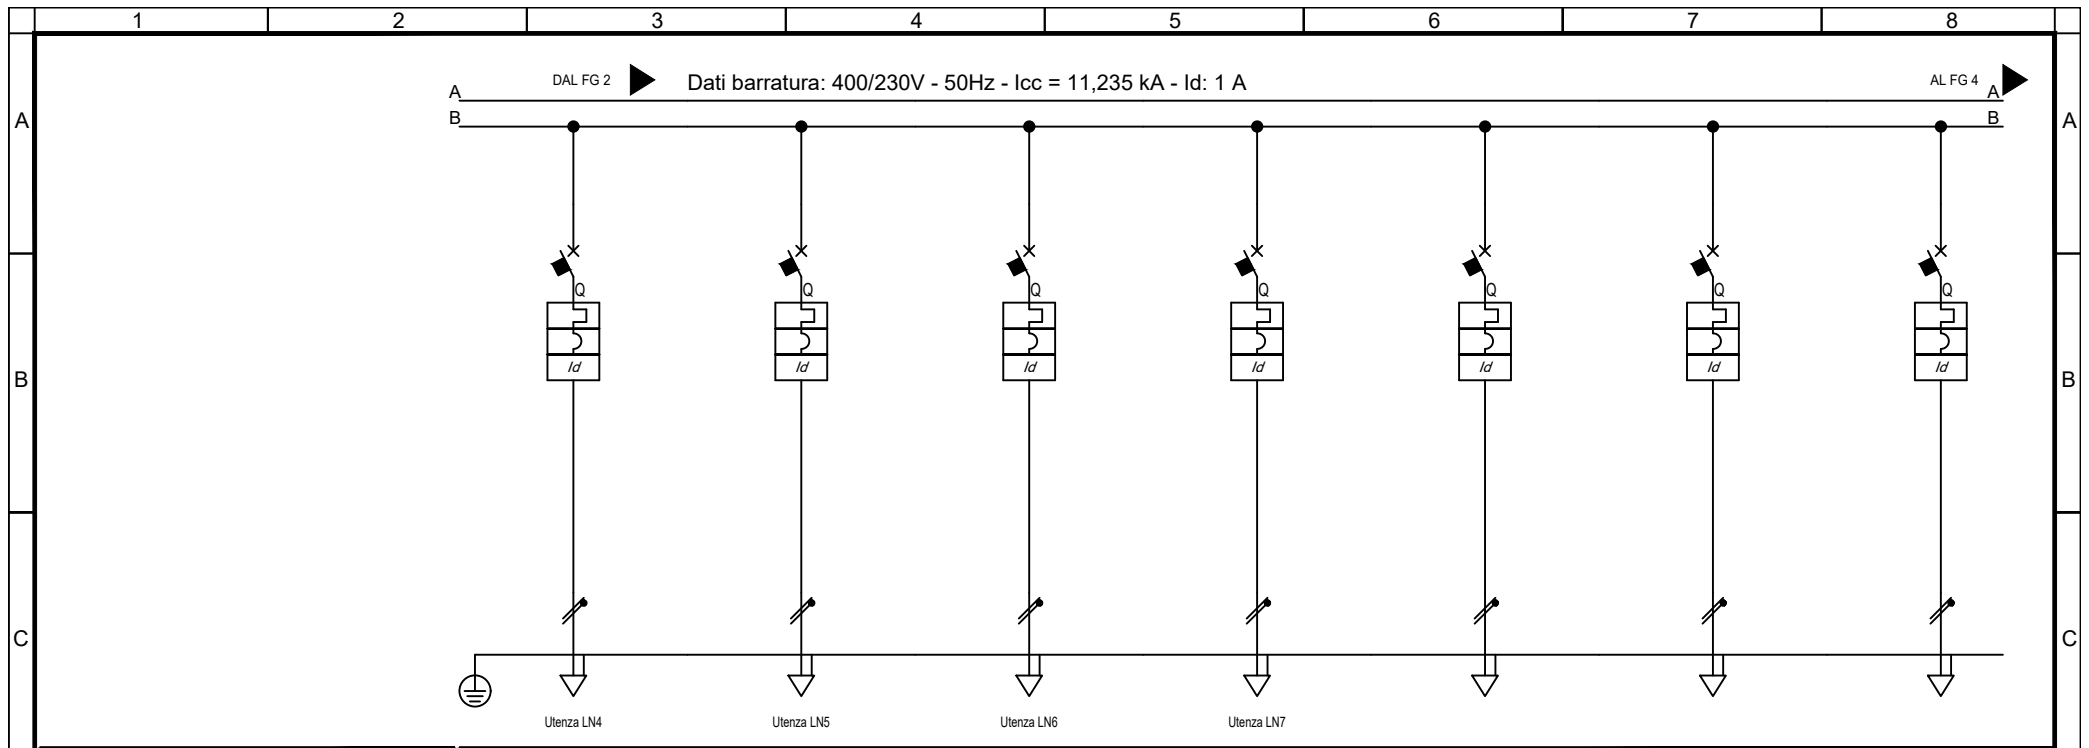 1 2 3 4 5 6 7 8
DAL FG 2 Dati barratura: 400/230V - 50Hz - Icc = 11,235 kA - Id: 1 A AL FG 4
A A
B B
A A
Q Q Q Q Q Q Q
Id Id Id Id Id Id Id
B B
C C
Utenza LN4 Utenza LN5 Utenza LN6 Utenza LN7